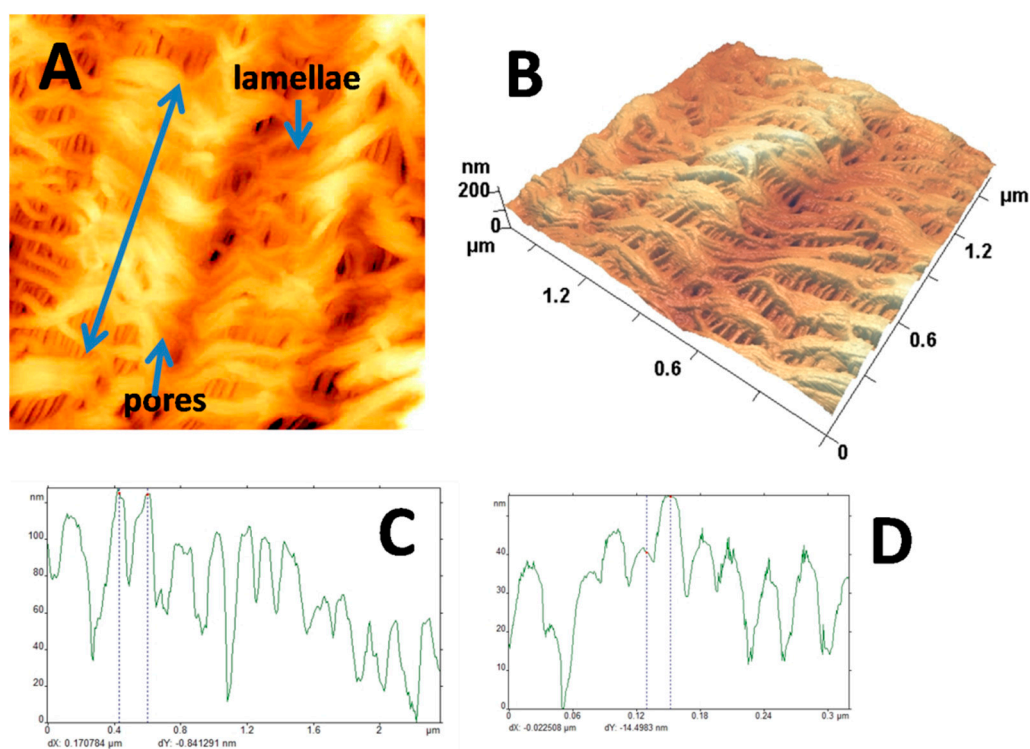 A
lamellae
pores
B
nm
200
0
µm
1.2
0.6
0
0.6
1.2
µm
C
nm
100
80
60
40
20
0
0 0.4 0.8 1.2 1.6 2 µm
dX: 0.170784 µm dY: -0.841291 nm
D
nm
40
30
20
10
0
0 0.06 0.12 0.18 0.24 0.3 µm
dX: -0.022508 µm dY: -14.4983 nm